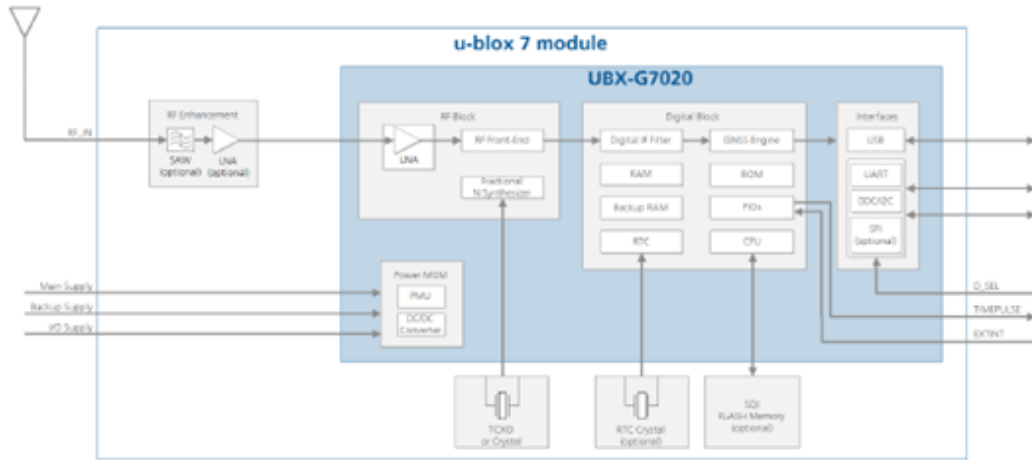 u-blox 7 module
UBX-G7020
RF_IN
RF Enhancement
SAW
(optional)
LNA
(optional)
RF Block
LNA
RF Front-End
Fractional
N Synthesizer
Digital Block
Digital IF Filter
GNSS Engine
RAM
ROM
Backup RAM
PIOs
RTC
CPU
Interfaces
USB
UART
DDC/I2C
SPI
(optional)
Power MGM
PMU
DC/DC
Converter
Main Supply
Backup Supply
I/O Supply
D_SEL
TIMEPULSE
EXTINT
TCXO
or Crystal
RTC Crystal
(optional)
SQI
FLASH Memory
(optional)